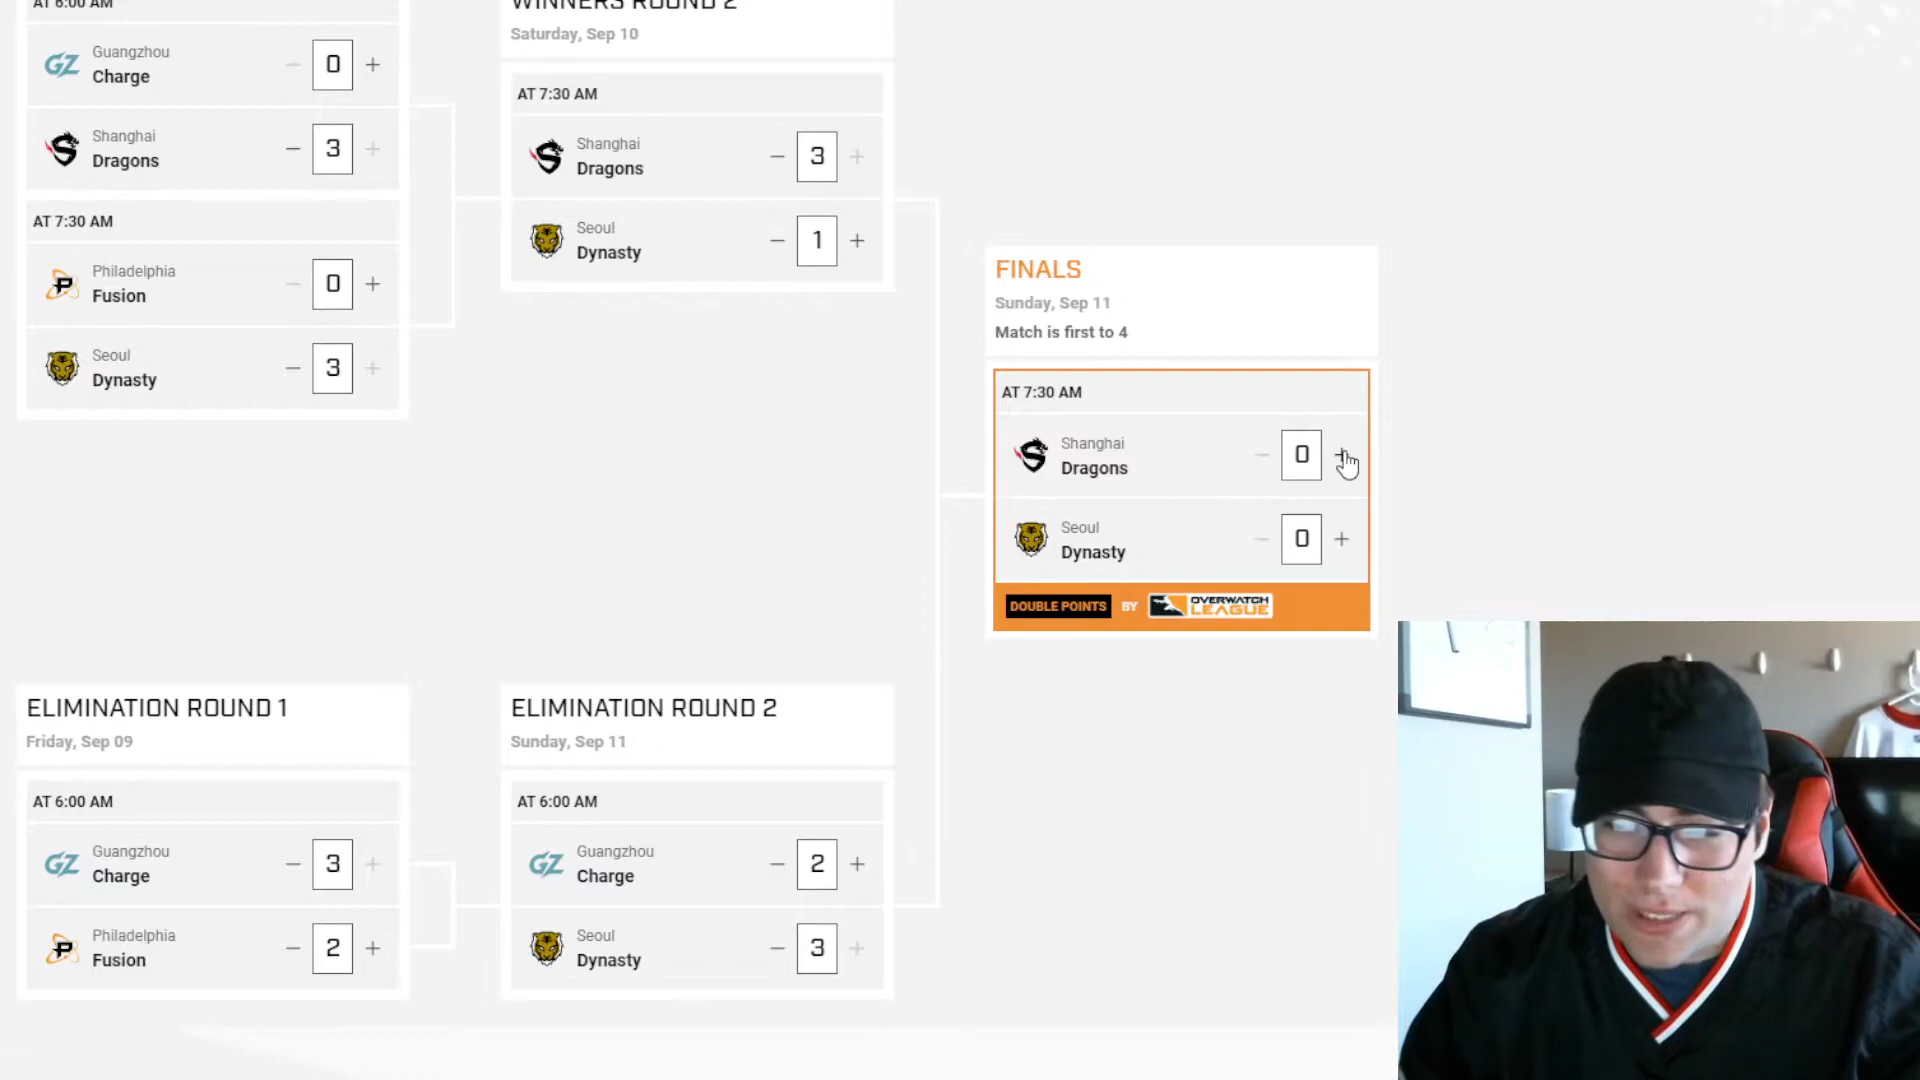 AT 6:00 AM
Guangzhou
Charge
0
Shanghai
Dragons
3
AT 7:30 AM
Philadelphia
Fusion
0
Seoul
Dynasty
3
WINNERS ROUND 2
Saturday, Sep 10
AT 7:30 AM
Shanghai
Dragons
3
Seoul
Dynasty
1
FINALS
Sunday, Sep 11
Match is first to 4
AT 7:30 AM
Shanghai
Dragons
0
Seoul
Dynasty
0
DOUBLE POINTS BY OVERWATCH LEAGUE
ELIMINATION ROUND 1
Friday, Sep 09
AT 6:00 AM
Guangzhou
Charge
3
Philadelphia
Fusion
2
ELIMINATION ROUND 2
Sunday, Sep 11
AT 6:00 AM
Guangzhou
Charge
2
Seoul
Dynasty
3